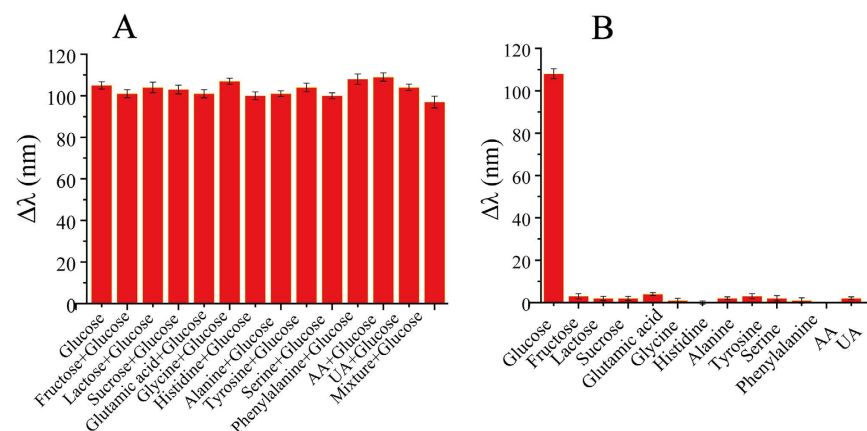 A
120
100
80
60
40
20
0
Δλ (nm)
Glucose
Fructose+Glucose
Lactose+Glucose
Sucrose+Glucose
Glutamic acid+Glucose
Glycine+Glucose
Histidine+Glucose
Alanine+Glucose
Tyrosine+Glucose
Serine+Glucose
Phenylalanine+Glucose
AA+Glucose
UA+Glucose
Mixture+Glucose
B
120
100
80
60
40
20
0
Δλ (nm)
Glucose
Fructose
Lactose
Sucrose
Glutamic acid
Glycine
Histidine
Alanine
Tyrosine
Serine
Phenylalanine
AA
UA